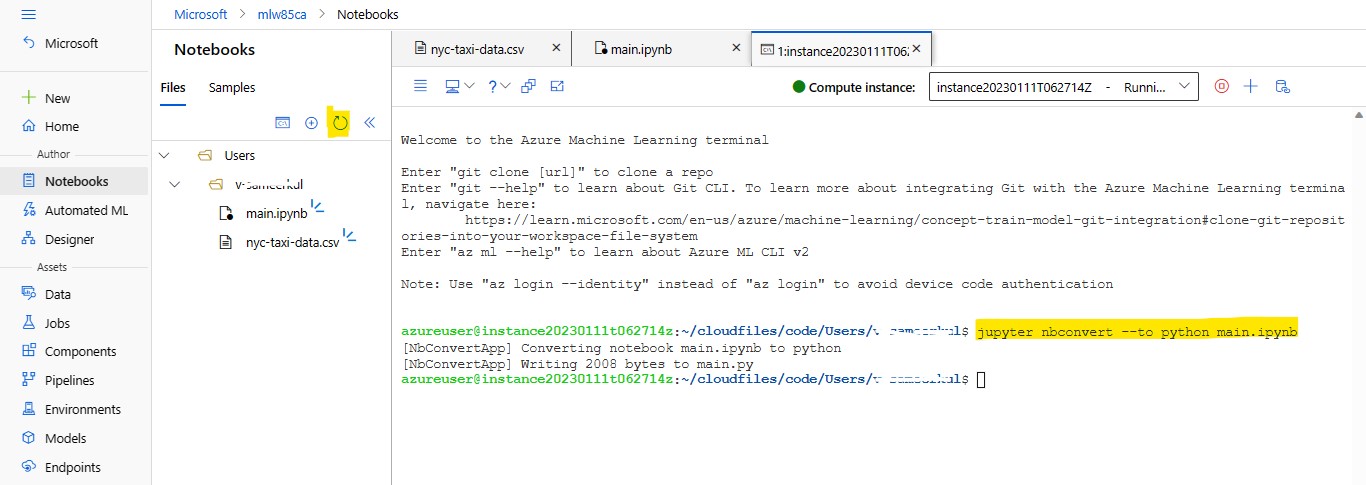 Microsoft > mlw85ca > Notebooks
Microsoft
New
Home
Author
Notebooks
Automated ML
Designer
Assets
Data
Jobs
Components
Pipelines
Environments
Models
Endpoints
Notebooks
Files Samples
Users
main.ipynb
nyc-taxi-data.csv
nyc-taxi-data.csv
main.ipynb
1:instance20230111T06:
Compute instance: instance20230111T062714Z - Runni...
Welcome to the Azure Machine Learning terminal
Enter "git clone [url]" to clone a repo
Enter "git --help" to learn about Git CLI. To learn more about integrating Git with the Azure Machine Learning termina
l, navigate here:
https://learn.microsoft.com/en-us/azure/machine-learning/concept-train-model-git-integration#clone-git-reposit
ories-into-your-workspace-file-system
Enter "az ml --help" to learn about Azure ML CLI v2
Note: Use "az login --identity" instead of "az login" to avoid device code authentication
azureuser@instance20230111t062714z:~/cloudfiles/code/Users/ $ jupyter nbconvert --to python main.ipynb
[NbConvertApp] Converting notebook main.ipynb to python
[NbConvertApp] Writing 2008 bytes to main.py
azureuser@instance20230111t062714z:~/cloudfiles/code/Users/ $